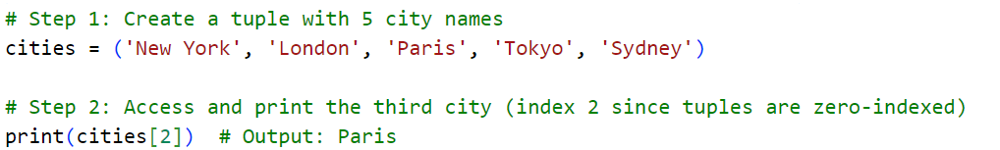 # Step 1: Create a tuple with 5 city names
cities = ('New York', 'London', 'Paris', 'Tokyo', 'Sydney')
# Step 2: Access and print the third city (index 2 since tuples are zero-indexed)
print(cities[2])  # Output: Paris